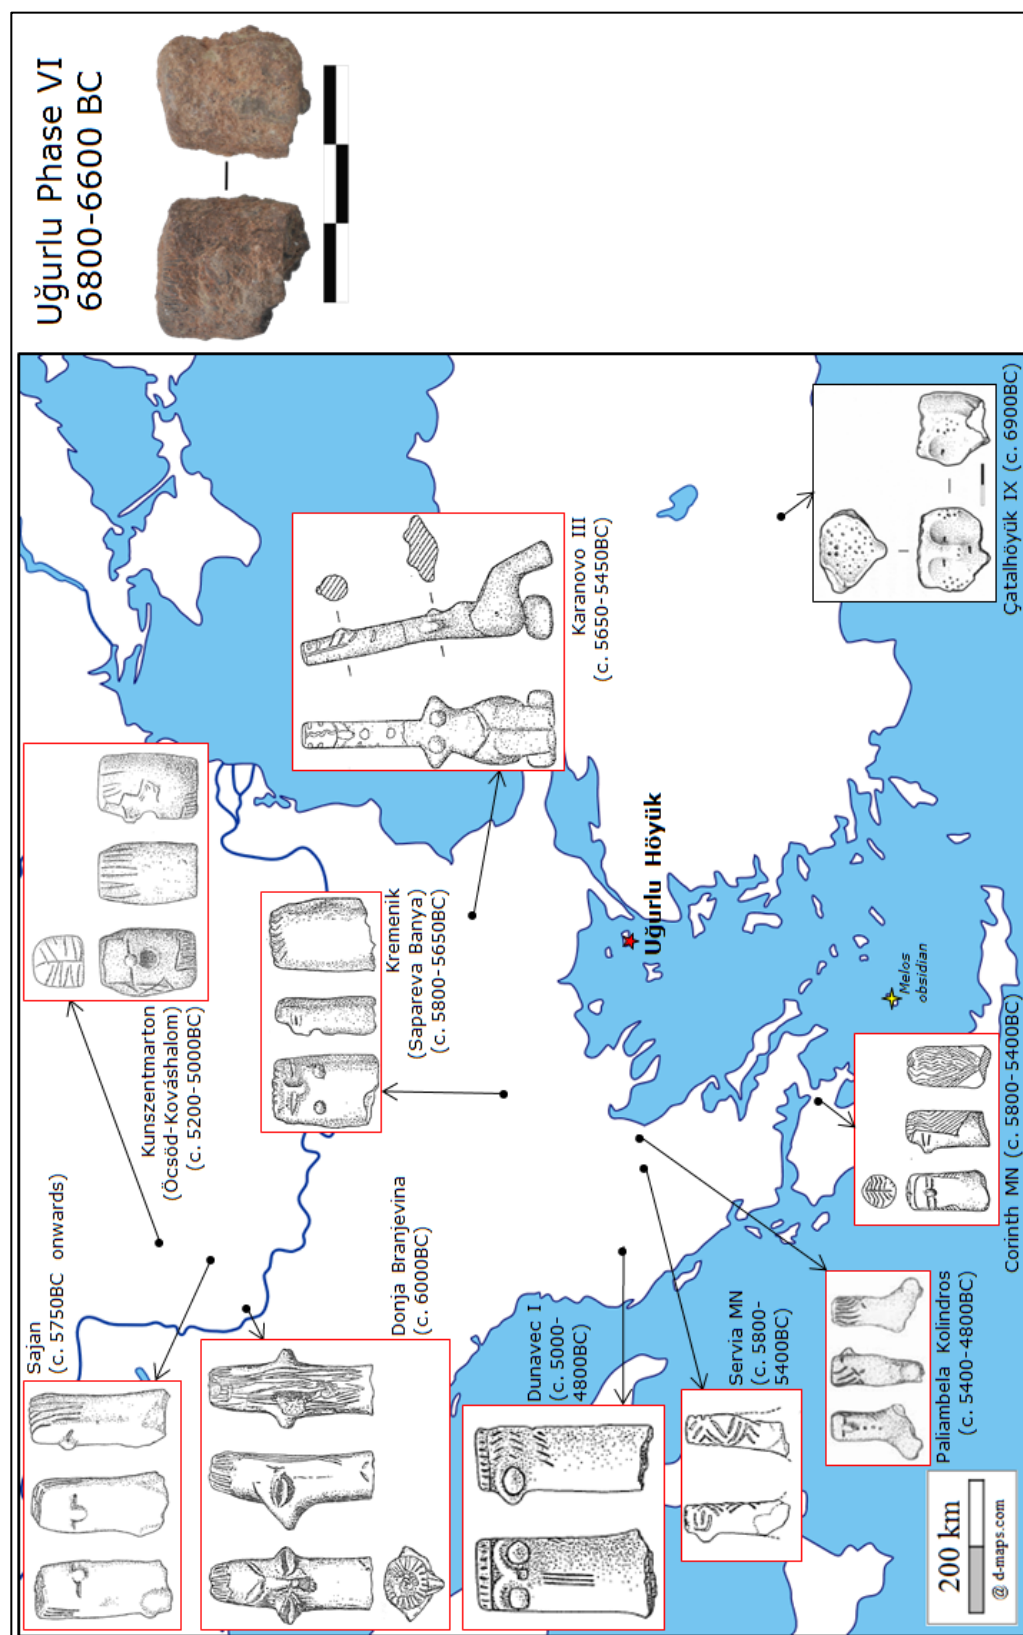 Uğurlu Phase VI
6800-6600 BC
Sajan
(c. 5750BC onwards)
Kunszentmarton
(Öcsöd-Kováshalom)
(c. 5200-5000BC)
Donja Branjevina
(c. 6000BC)
Kremenik
(Sapareva Banya)
(c. 5800-5650BC)
Karanovo III
(c. 5650-5450BC)
Dunavec I
(c. 5000-
4800BC)
Servia MN
(c. 5800-
5400BC)
Uğurlu Höyük
Melos
obsidian
Paliambela Kolindros
(c. 5400-4800BC)
Corinth MN (c. 5800-5400BC)
Çatalhöyük IX (c. 6900BC)
200 km
@ d-maps.com